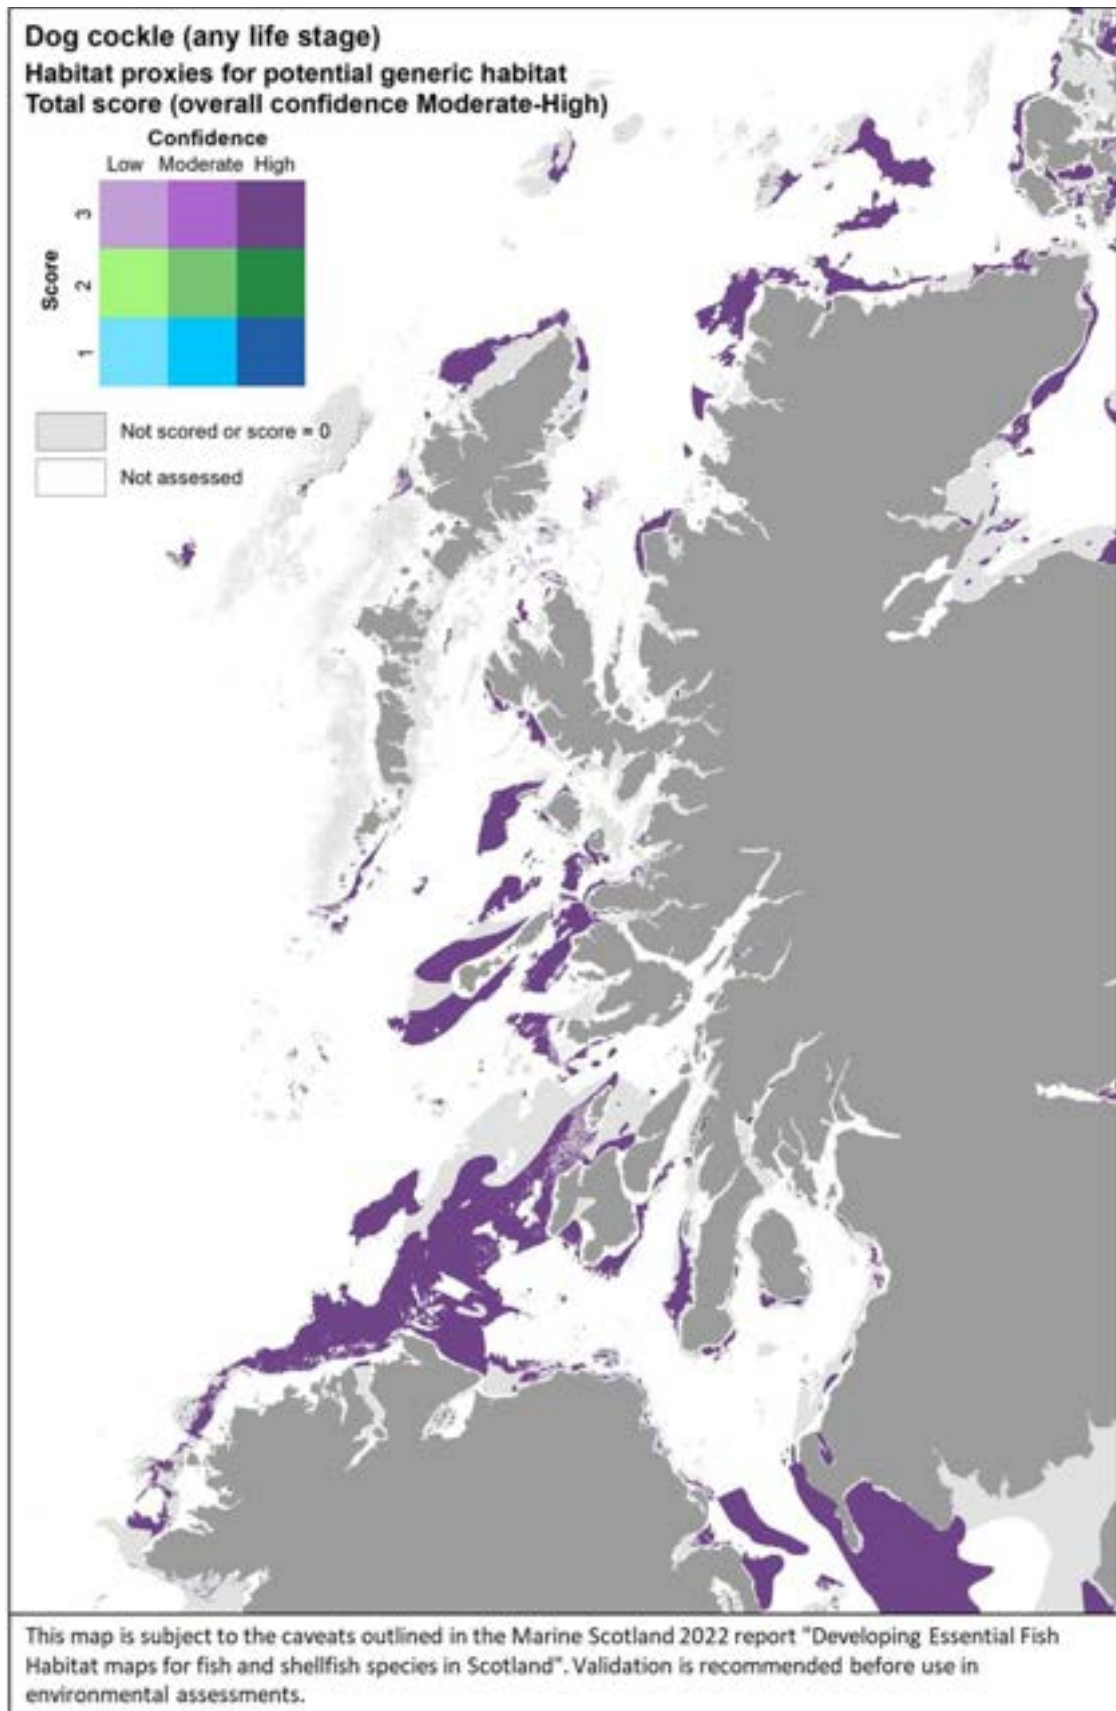 Dog cockle (any life stage)
Habitat proxies for potential generic habitat
Total score (overall confidence Moderate-High)
Confidence
Low Moderate High
Score
3
2
1
Not scored or score = 0
Not assessed
This map is subject to the caveats outlined in the Marine Scotland 2022 report "Developing Essential Fish
Habitat maps for fish and shellfish species in Scotland". Validation is recommended before use in
environmental assessments.